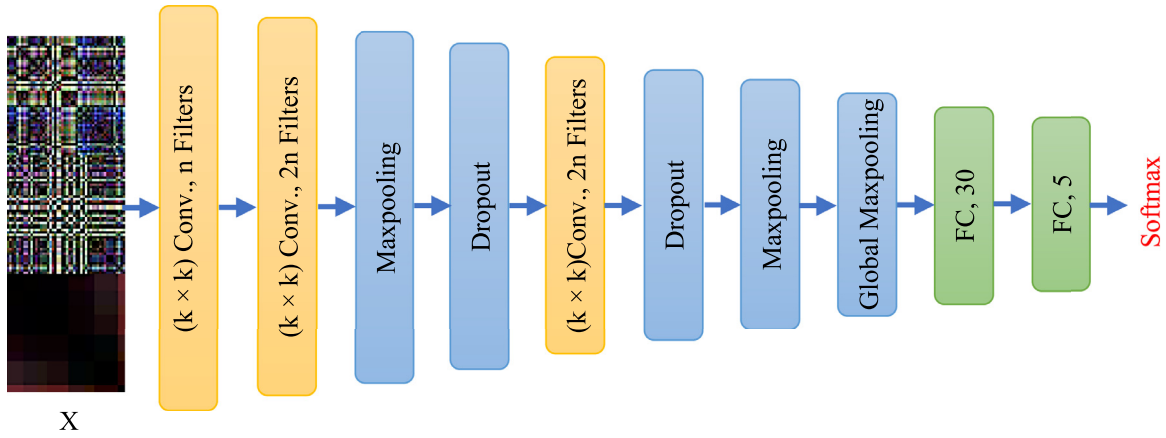 (k × k) Conv., n Filters
(k × k) Conv., 2n Filters
Maxpooling
Dropout
(k × k)Conv., 2n Filters
Dropout
Maxpooling
Global Maxpooling
FC, 30
FC, 5
Softmax
X